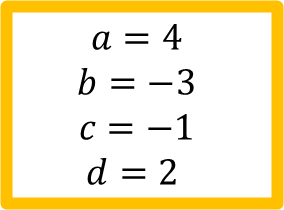 a = 4
b = −3
c = −1
d = 2